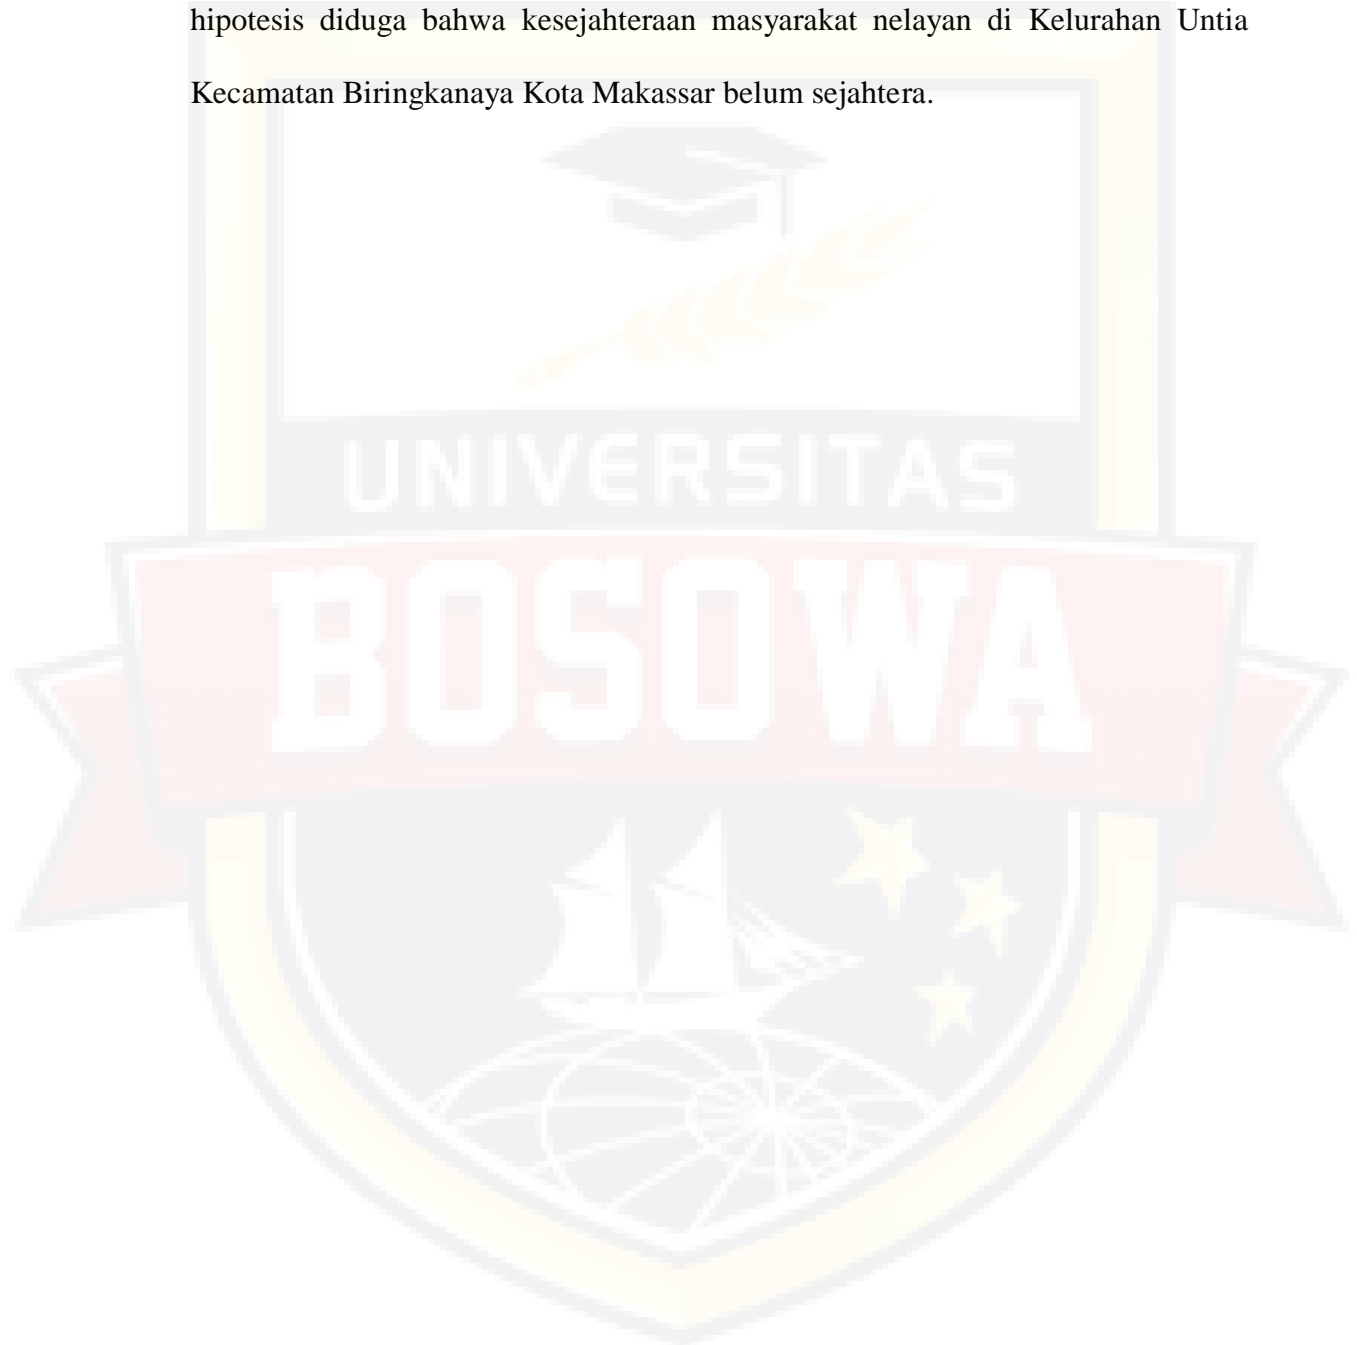 hipotesis diduga bahwa kesejahteraan masyarakat nelayan di Kelurahan Untia
Kecamatan Biringkanaya Kota Makassar belum sejahtera.
UNIVERSITAS
BOSOWA